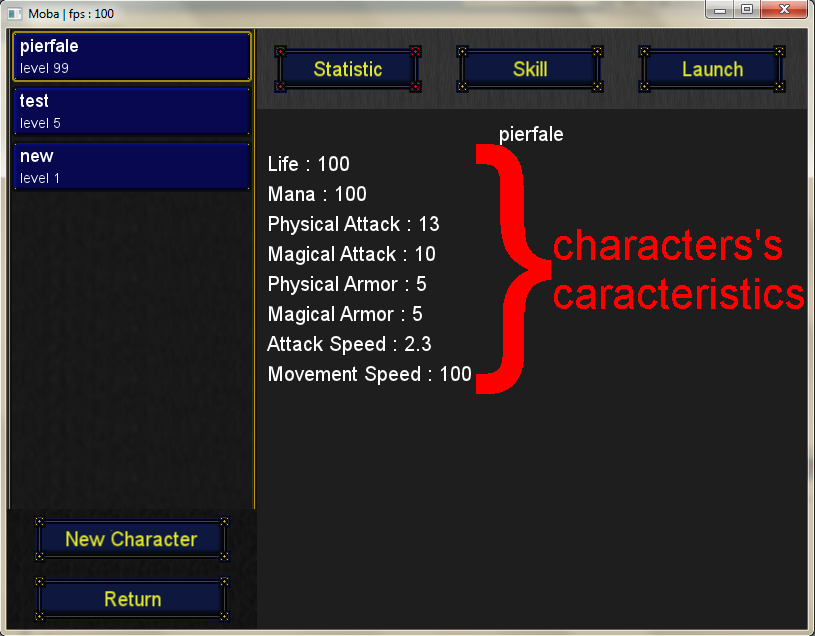 Moba | fps : 100
pierfale
level 99
test
level 5
new
level 1
New Character
Return
Statistic
Skill
Launch
pierfale
Life : 100
Mana : 100
Physical Attack : 13
Magical Attack : 10
Physical Armor : 5
Magical Armor : 5
Attack Speed : 2.3
Movement Speed : 100
characters's
caracteristics